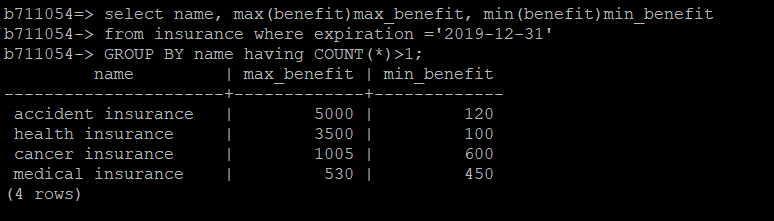 b711054=> select name, max(benefit)max_benefit, min(benefit)min_benefit
b711054-> from insurance where expiration ='2019-12-31'
b711054-> GROUP BY name having COUNT(*)>1;
        name          | max_benefit | min_benefit
----------------------+-------------+-------------
 accident insurance   |        5000 |         120
 health insurance     |        3500 |         100
 cancer insurance     |        1005 |         600
 medical insurance    |         530 |         450
(4 rows)